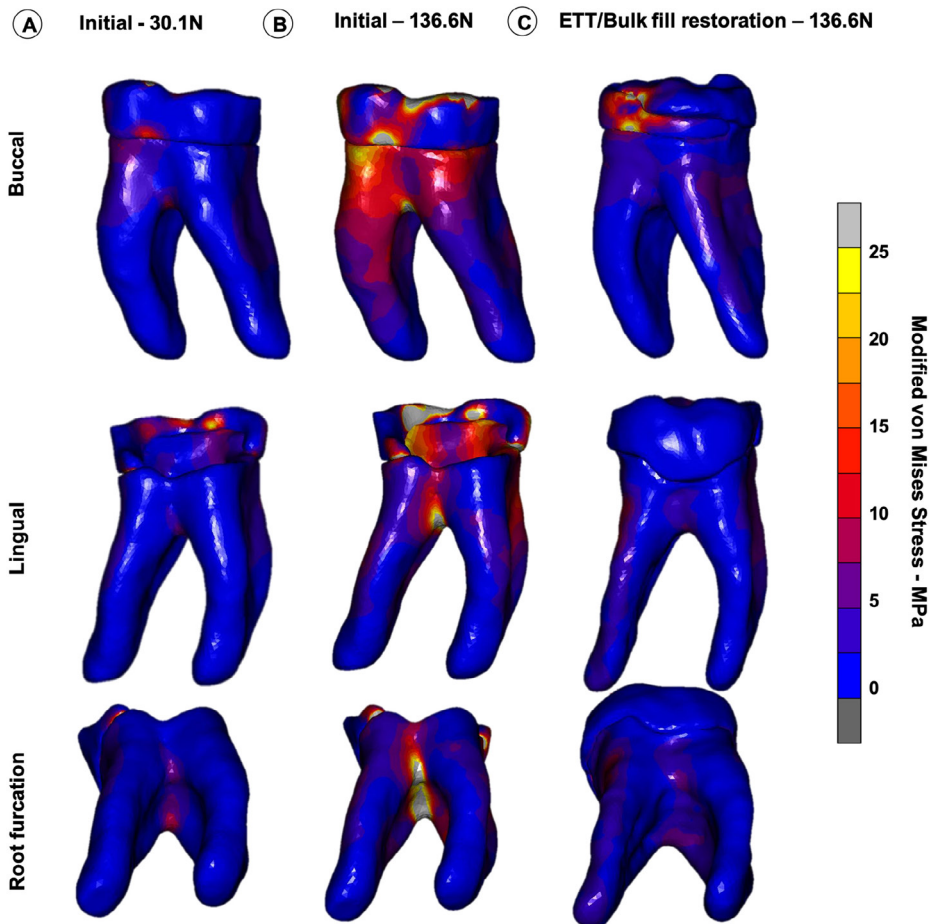 A Initial - 30.1N
B Initial – 136.6N
C ETT/Bulk fill restoration – 136.6N
Buccal
Lingual
Root furcation
25
20
15
10
5
0
Modified von Mises Stress - MPa